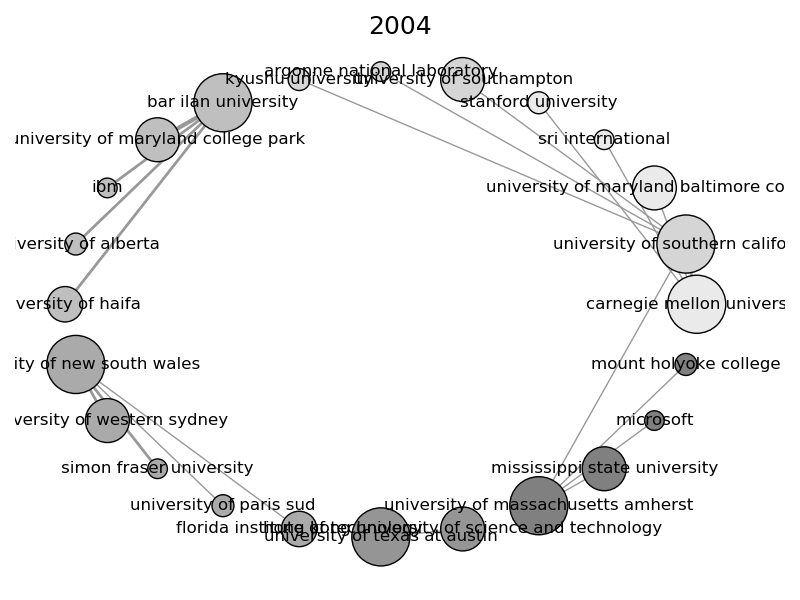 2004
argonne national laboratory
kyushu university
university of southampton
bar ilan university
stanford university
university of maryland college park
sri international
ibm
university of maryland baltimore co
versity of alberta
university of southern califo
versity of haifa
carnegie mellon univers
ity of new south wales
mount holyoke college
versity of western sydney
microsoft
simon fraser university
mississippi state university
university of paris sud
university of massachusetts amherst
florida institute of technology
hong kong university of science and technology
university of texas at austin